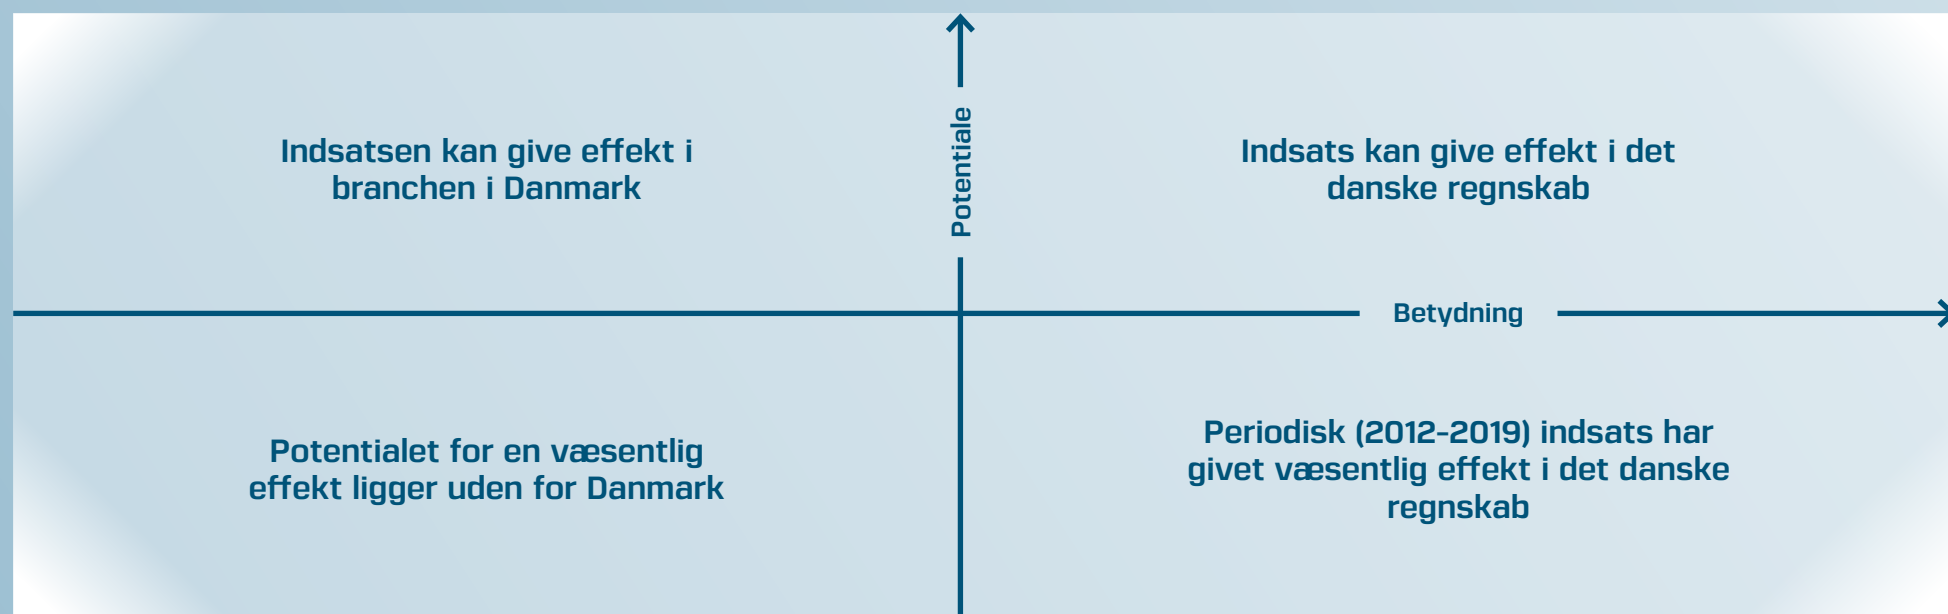 Indsatsen kan give effekt i
branchen i Danmark
Potentiale
Indsats kan give effekt i det
danske regnskab
Betydning
Potentialet for en væsentlig
effekt ligger uden for Danmark
Periodisk (2012-2019) indsats har
givet væsentlig effekt i det danske
regnskab